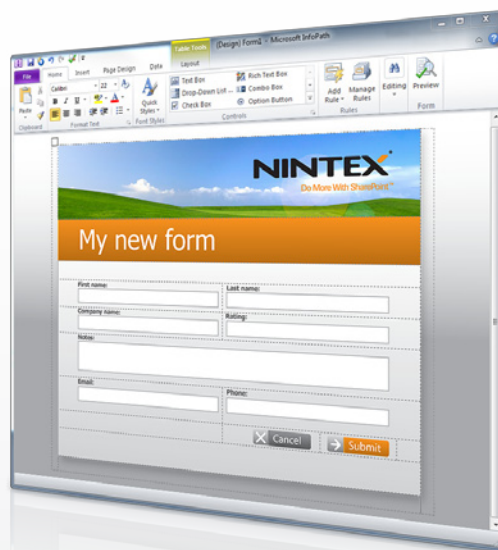 Table Tools
(Design) Form1 - Microsoft InfoPath
File
Home
Insert
Page Design
Data
Layout
Paste
Clipboard
Calibri
22
B I U
Format Text
Quick
Styles
Font Styles
Text Box
Drop-Down List ...
Check Box
Rich Text Box
Combo Box
Option Button
Controls
Add
Rule
Manage
Rules
Rules
Editing
Preview
Form
NINTEX
Do More With SharePoint™
My new form
First name:
Last name:
Company name:
Rating:
Notes:
Email:
Phone:
Cancel
Submit